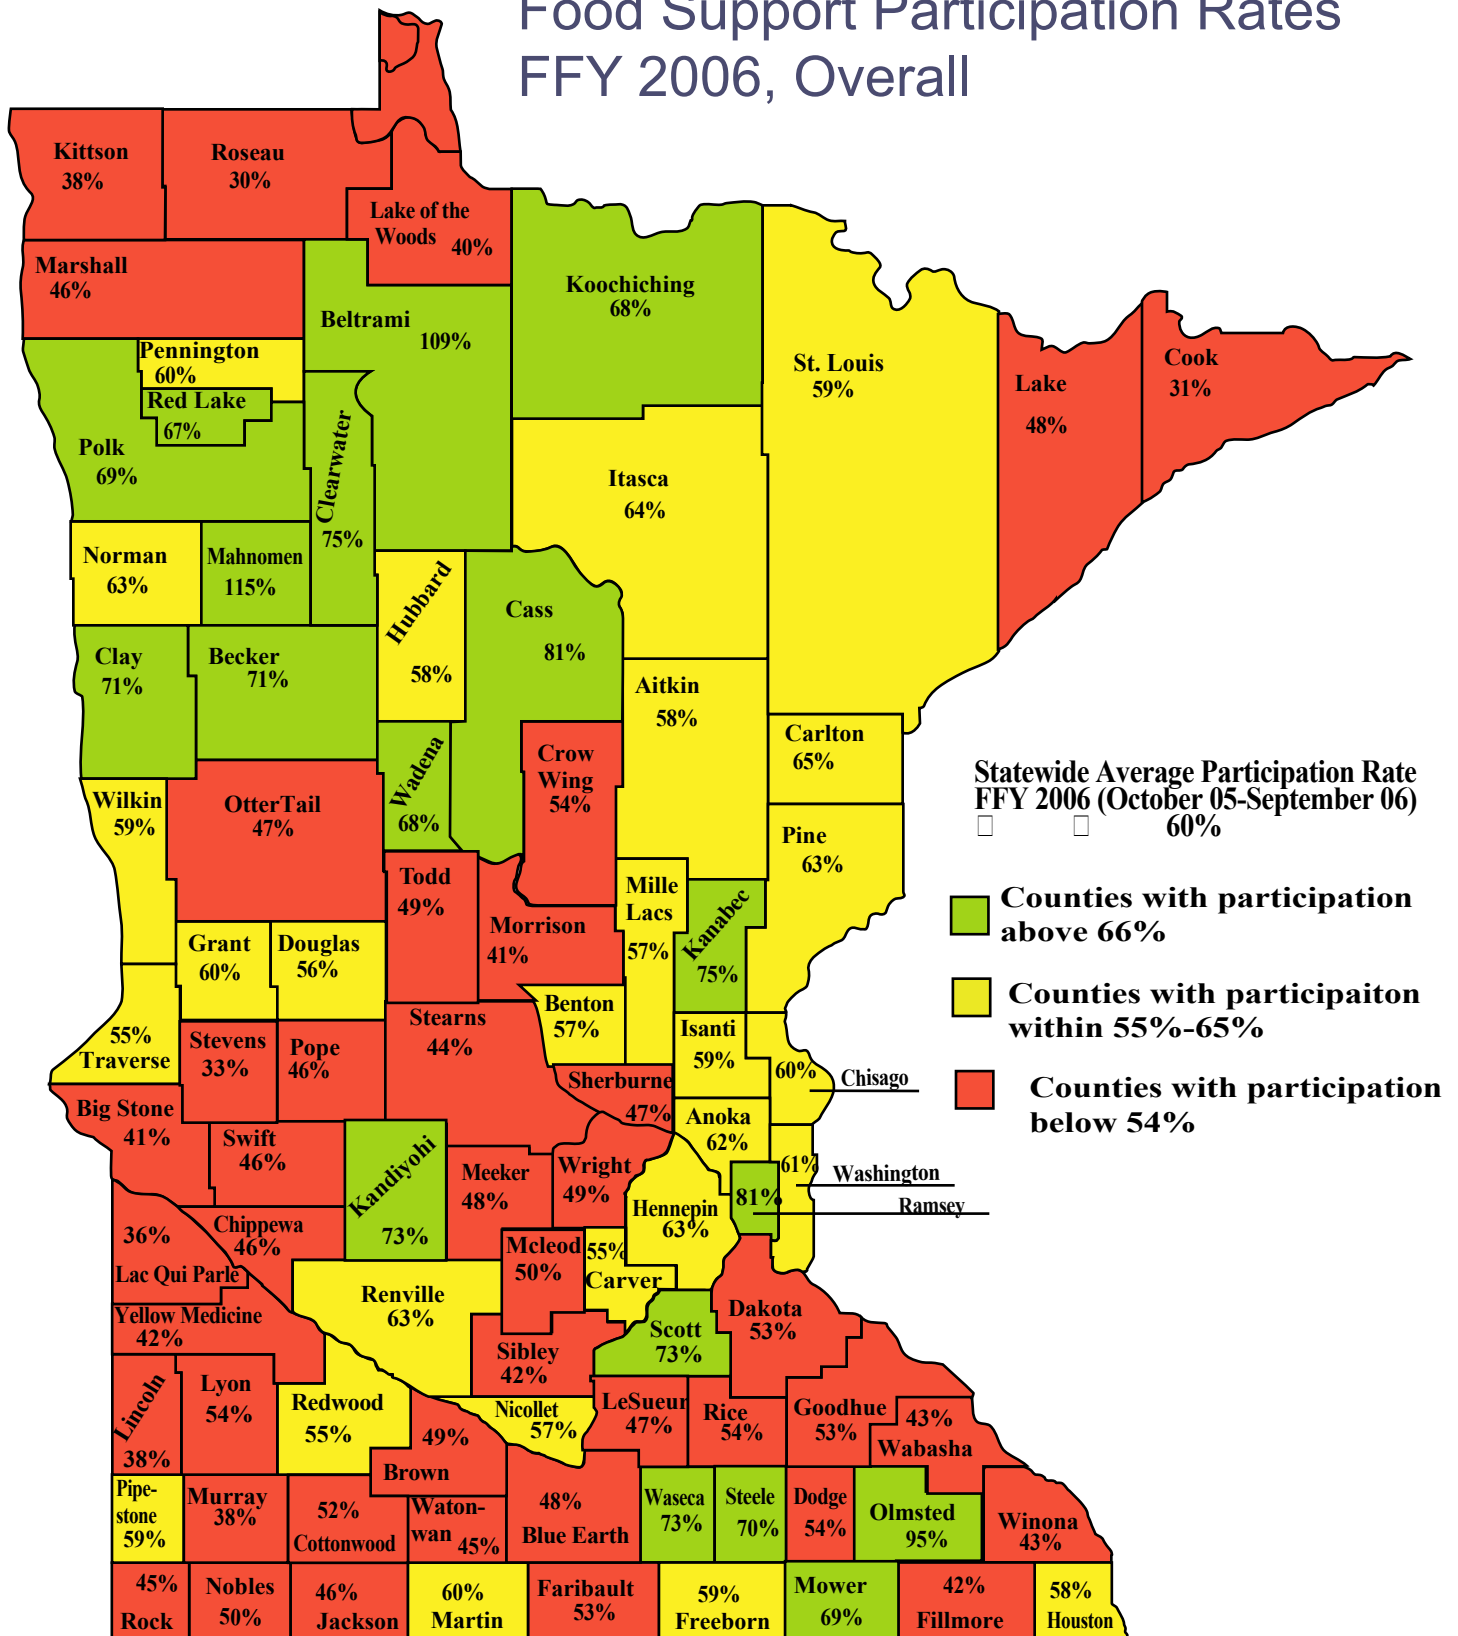 Food Support Participation Rates
FFY 2006, Overall
Kittson
38%
Roseau
30%
Lake of the
Woods 40%
Marshall
46%
Beltrami
109%
Koochiching
68%
St. Louis
59%
Lake
48%
Cook
31%
Pennington
60%
Red Lake
67%
Polk
69%
Clearwater
75%
Itasca
64%
Norman
63%
Mahnomen
115%
Hubbard
58%
Cass
81%
Clay
71%
Becker
71%
Aitkin
58%
Carlton
65%
Wilkin
59%
OtterTail
47%
Wadena
68%
Crow
Wing
54%
Pine
63%
Statewide Average Participation Rate
FFY 2006 (October 05-September 06)
60%
Counties with participation
above 66%
Counties with participaiton
within 55%-65%
Counties with participation
below 54%
Todd
49%
Morrison
41%
Mille
Lacs
57%
Kanabec
75%
Grant
60%
Douglas
56%
55%
Traverse
Stevens
33%
Pope
46%
Stearns
44%
Benton
57%
Isanti
59%
60%
Chisago
Sherburne
47%
Anoka
62%
Big Stone
41%
Swift
46%
Kandiyohi
73%
Meeker
48%
Wright
49%
Hennepin
63%
81%
Ramsey
61%
Washington
36%
Lac Qui Parle
Chippewa
46%
Renville
63%
Mcleod
50%
55%
Carver
Yellow Medicine
42%
Sibley
42%
Scott
73%
Dakota
53%
Lincoln
38%
Lyon
54%
Redwood
55%
49%
Brown
Nicollet
57%
LeSueur
47%
Rice
54%
Goodhue
53%
43%
Wabasha
Pipe-
stone
59%
Murray
38%
52%
Cottonwood
Waton-
wan 45%
48%
Blue Earth
Waseca
73%
Steele
70%
Dodge
54%
Olmsted
95%
Winona
43%
45%
Rock
Nobles
50%
46%
Jackson
60%
Martin
Faribault
53%
59%
Freeborn
Mower
69%
42%
Fillmore
58%
Houston